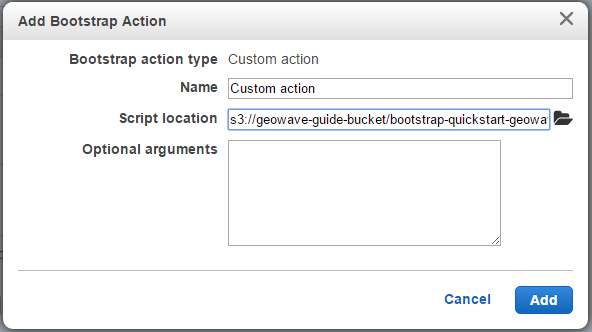 Add Bootstrap Action
Bootstrap action type Custom action
Name Custom action
Script location s3://geowave-guide-bucket/bootstrap-quickstart-geowa
Optional arguments
Cancel Add